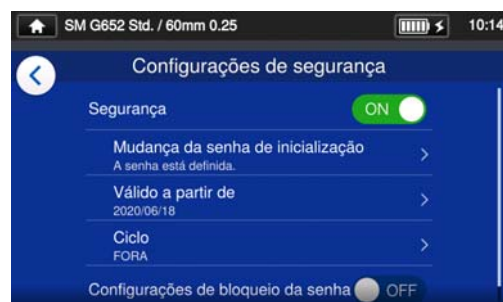 SM G652 Std. / 60mm 0.25
10:14
Configurações de segurança
Segurança
ON
Mudança da senha de inicialização
A senha está definida.
Válido a partir de
2020/06/18
Ciclo
FORA
Configurações de bloqueio da senha
OFF